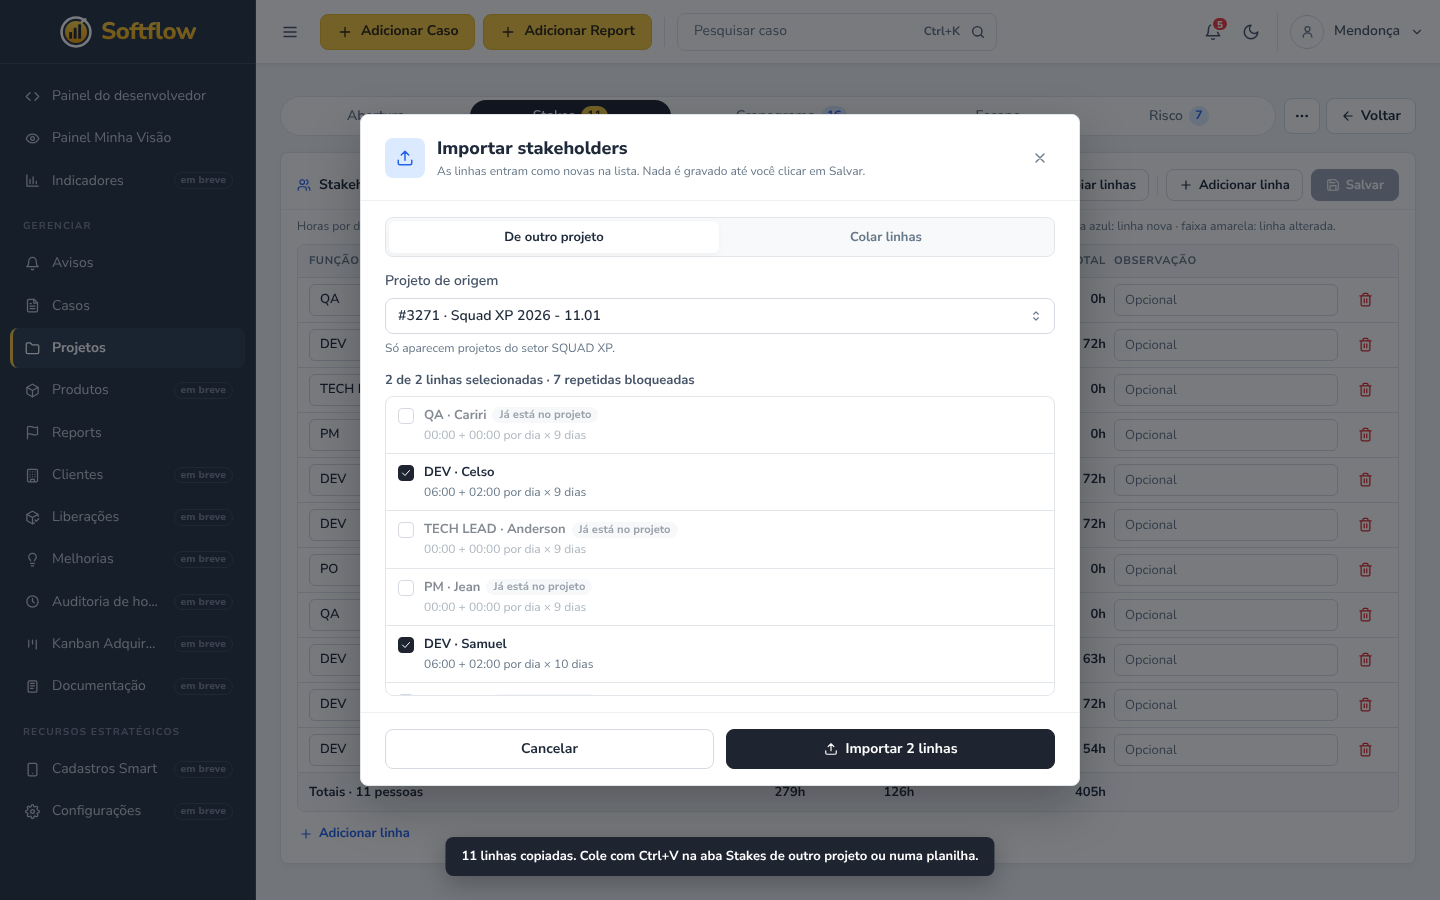 Softflow
Adicionar Caso
Adicionar Report
Pesquisar caso
Ctrl+K
5
Mendonça
Painel do desenvolvedor
Painel Minha Visão
Indicadores
em breve
GERENCIAR
Avisos
Casos
Projetos
Produtos
em breve
Reports
Clientes
em breve
Liberações
em breve
Melhorias
em breve
Auditoria de ho...
em breve
Kanban Adquir...
em breve
Documentação
em breve
RECURSOS ESTRATÉGICOS
Cadastros Smart
em breve
Configurações
em breve
Risco 7
Voltar
iar linhas
Adicionar linha
Salvar
Horas por d
a azul: linha nova · faixa amarela: linha alterada.
FUNÇÃO
OTAL
OBSERVAÇÃO
QA
0h
Opcional
DEV
72h
Opcional
TECH L
0h
Opcional
PM
0h
Opcional
DEV
72h
Opcional
DEV
72h
Opcional
PO
0h
Opcional
QA
0h
Opcional
DEV
63h
Opcional
DEV
72h
Opcional
DEV
54h
Opcional
Totais · 11 pessoas
279h
126h
405h
Adicionar linha
Importar stakeholders
As linhas entram como novas na lista. Nada é gravado até você clicar em Salvar.
De outro projeto
Colar linhas
Projeto de origem
#3271 · Squad XP 2026 - 11.01
Só aparecem projetos do setor SQUAD XP.
2 de 2 linhas selecionadas · 7 repetidas bloqueadas
QA · Cariri
Já está no projeto
00:00 + 00:00 por dia × 9 dias
DEV · Celso
06:00 + 02:00 por dia × 9 dias
TECH LEAD · Anderson
Já está no projeto
00:00 + 00:00 por dia × 9 dias
PM · Jean
Já está no projeto
00:00 + 00:00 por dia × 9 dias
DEV · Samuel
06:00 + 02:00 por dia × 10 dias
Cancelar
Importar 2 linhas
11 linhas copiadas. Cole com Ctrl+V na aba Stakes de outro projeto ou numa planilha.